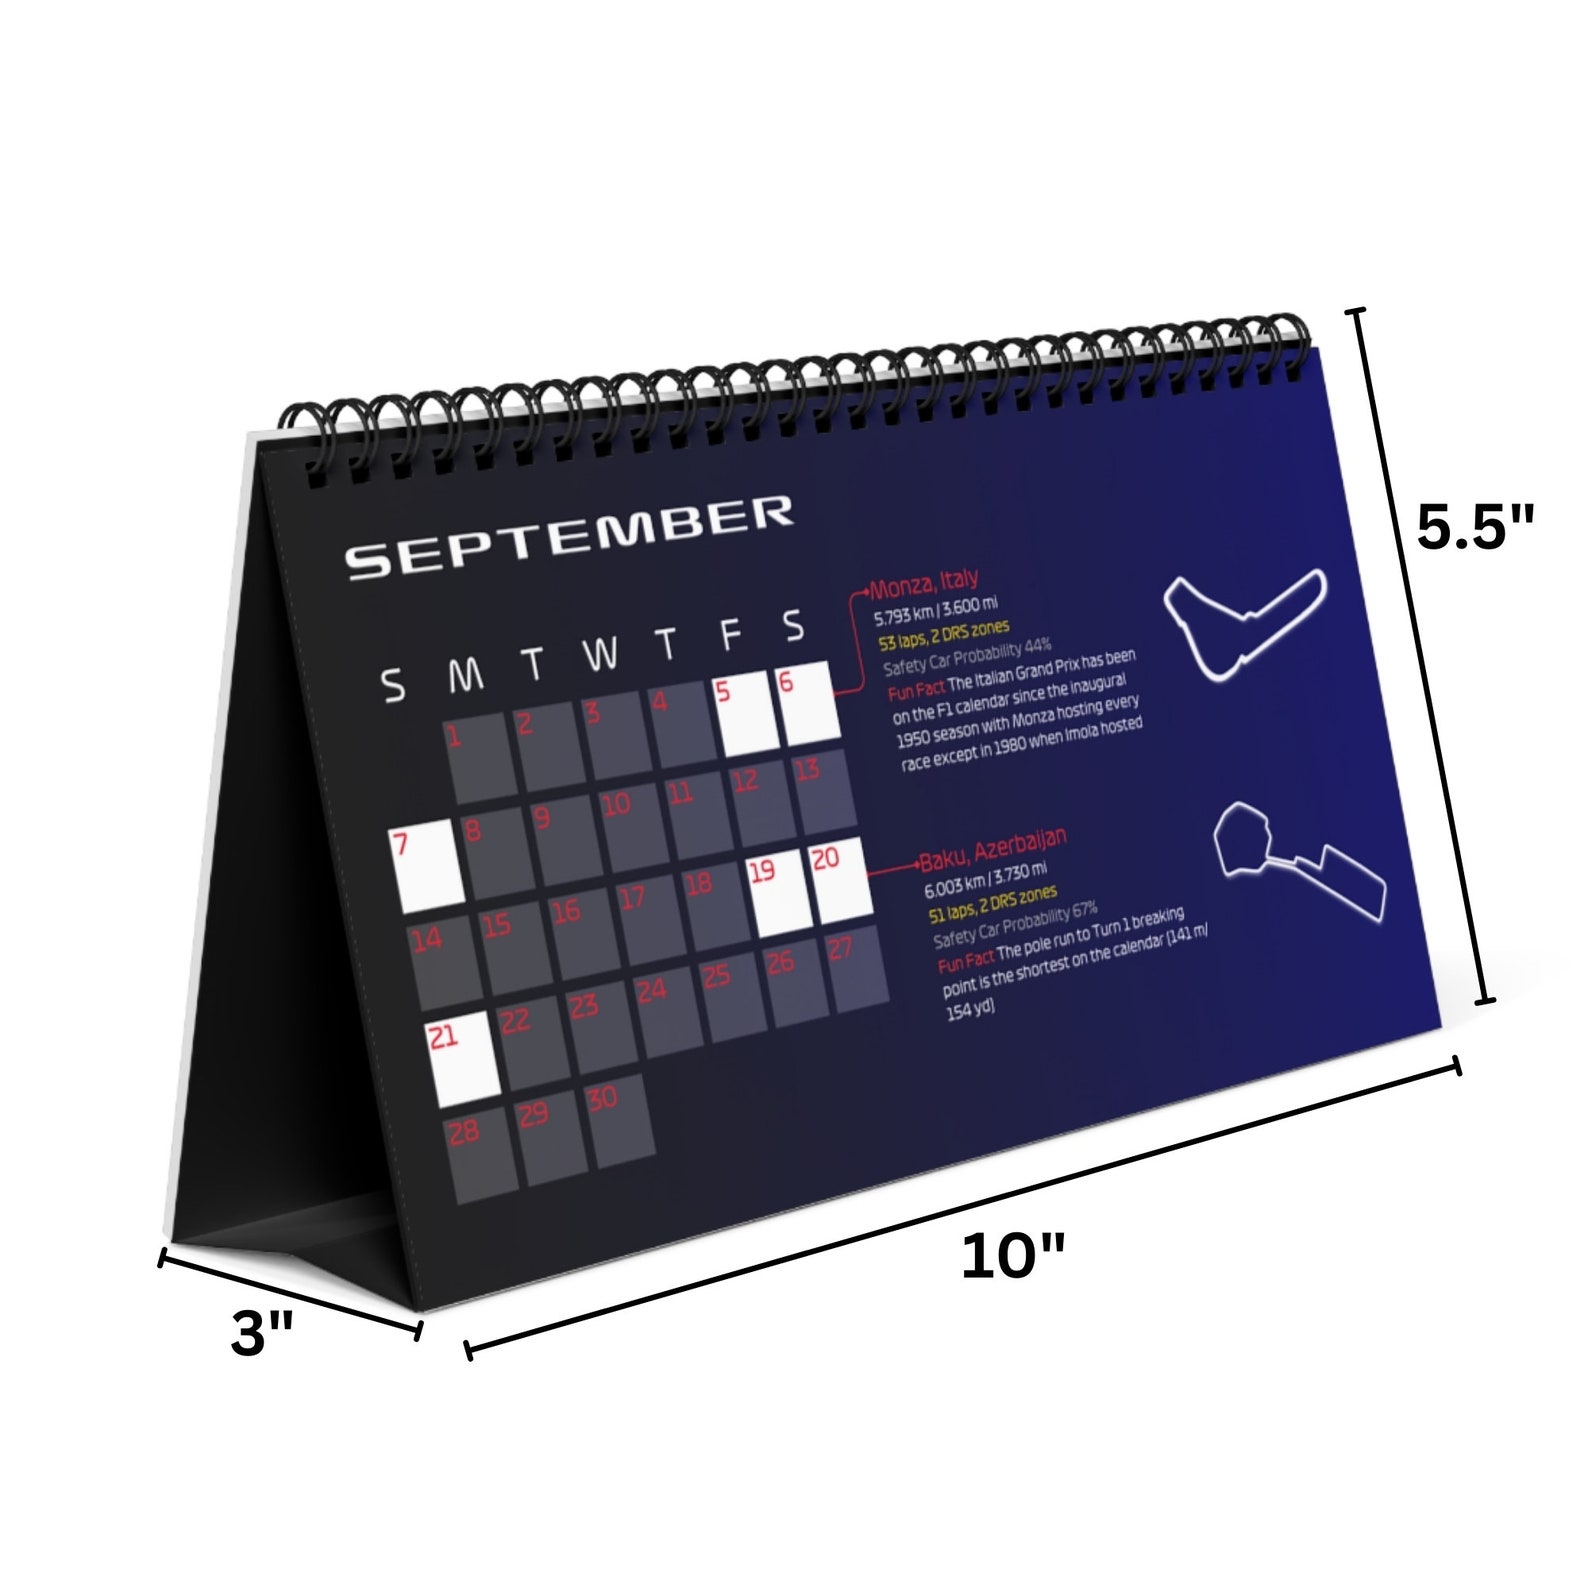 SEPTEMBER
S M T W T F S
1 2 3 4 5 6
7 8 9 10 11 12 13
14 15 16 17 18 19 20
21 22 23 24 25 26 27
28 29 30
Monza, Italy
5.793 km / 3.600 mi
53 laps, 2 DRS zones
Safety Car Probability 44%
Fun Fact The Italian Grand Prix has been
on the F1 calendar since the inaugural
1950 season with Monza hosting every
race except in 1980 when Imola hosted
Baku, Azerbaijan
6.003 km / 3.730 mi
51 laps, 2 DRS zones
Safety Car Probability 67%
Fun Fact The pole run to Turn 1 breaking
point is the shortest on the calendar (141 m/
154 yd)
5.5"
10"
3"